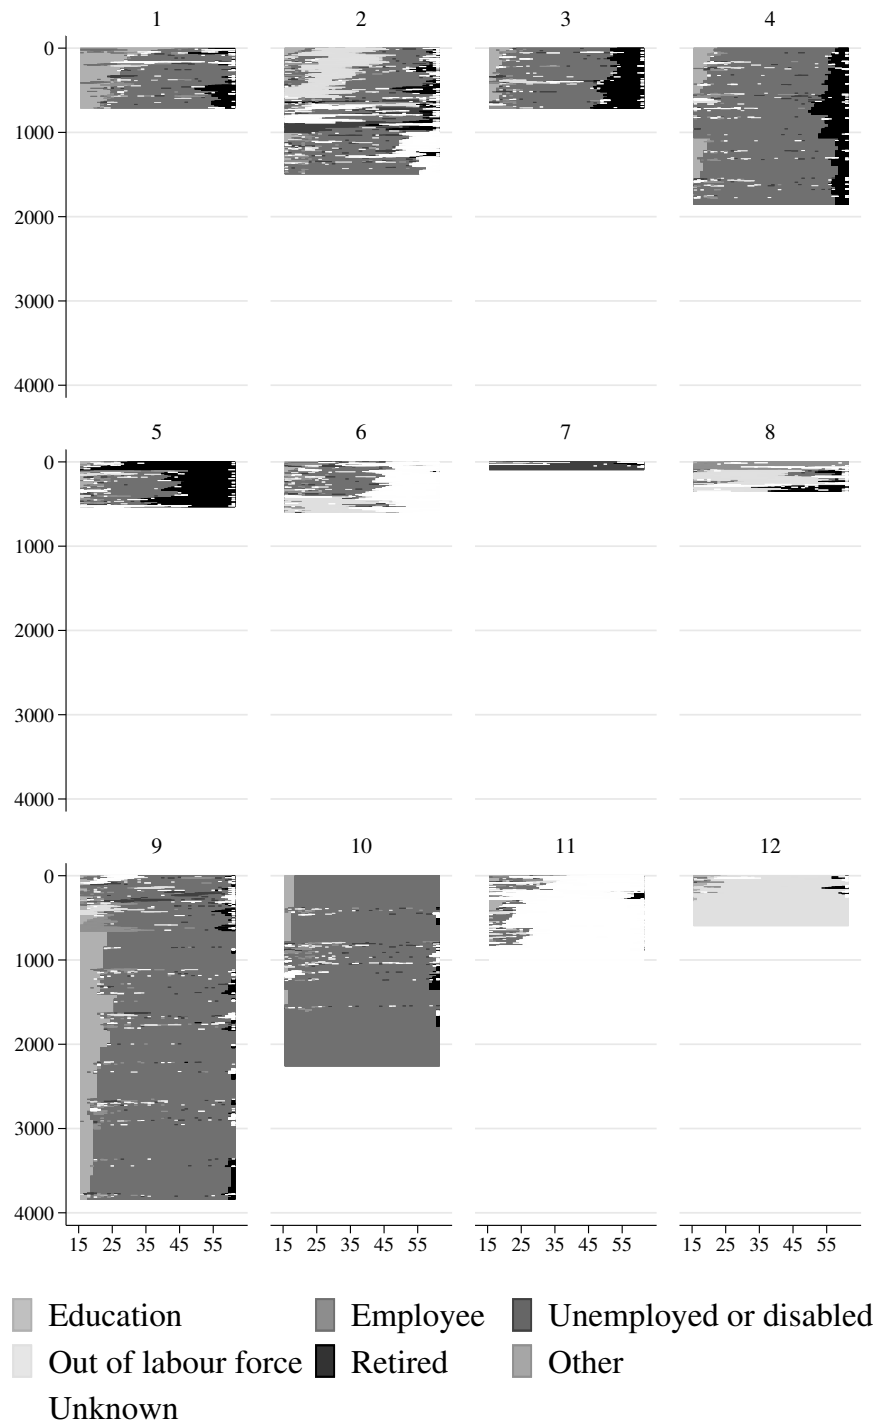 1 2 3 4
0
1000
2000
3000
4000
5 6 7 8
0
1000
2000
3000
4000
9 10 11 12
0
1000
2000
3000
4000
15 25 35 45 55 15 25 35 45 55 15 25 35 45 55 15 25 35 45 55
Education Employee Unemployed or disabled
Out of labour force Retired Other
Unknown